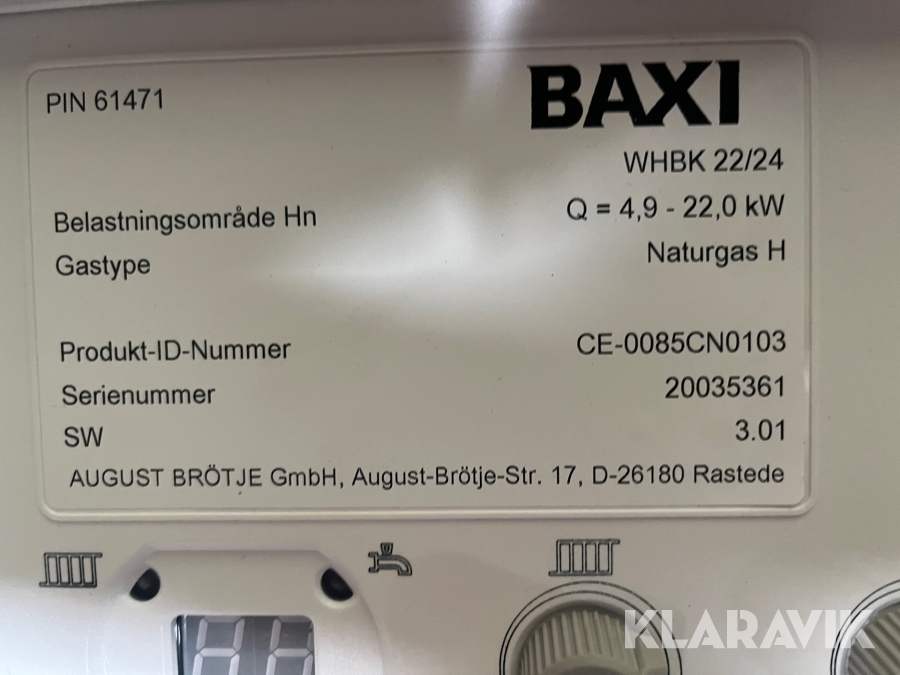 PIN 61471
BAXI
WHBK 22/24
Belastningsområde Hn Q = 4,9 - 22,0 kW
Gastype Naturgas H
Produkt-ID-Nummer CE-0085CN0103
Serienummer 20035361
SW 3.01
AUGUST BRÖTJE GmbH, August-Brötje-Str. 17, D-26180 Rastede
KLARAVIK